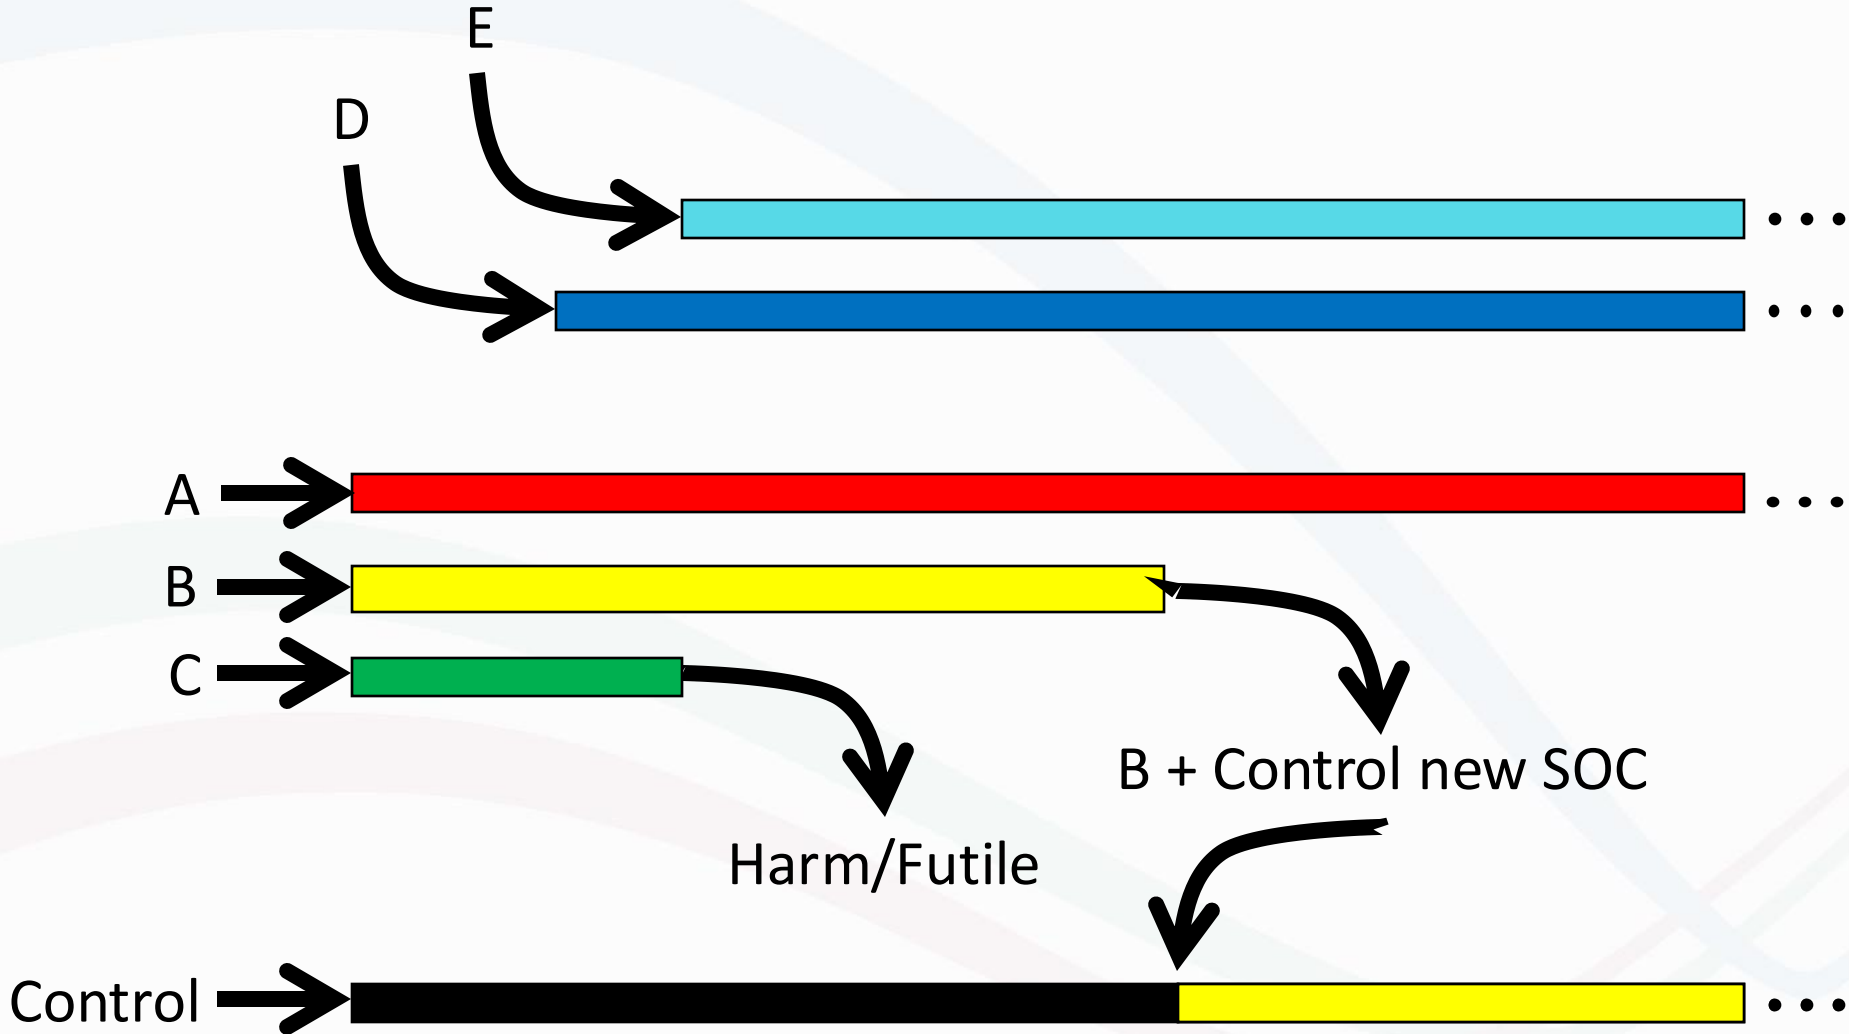 E
D
...
...
A
...
B
C
B + Control new SOC
Harm/Futile
Control
...